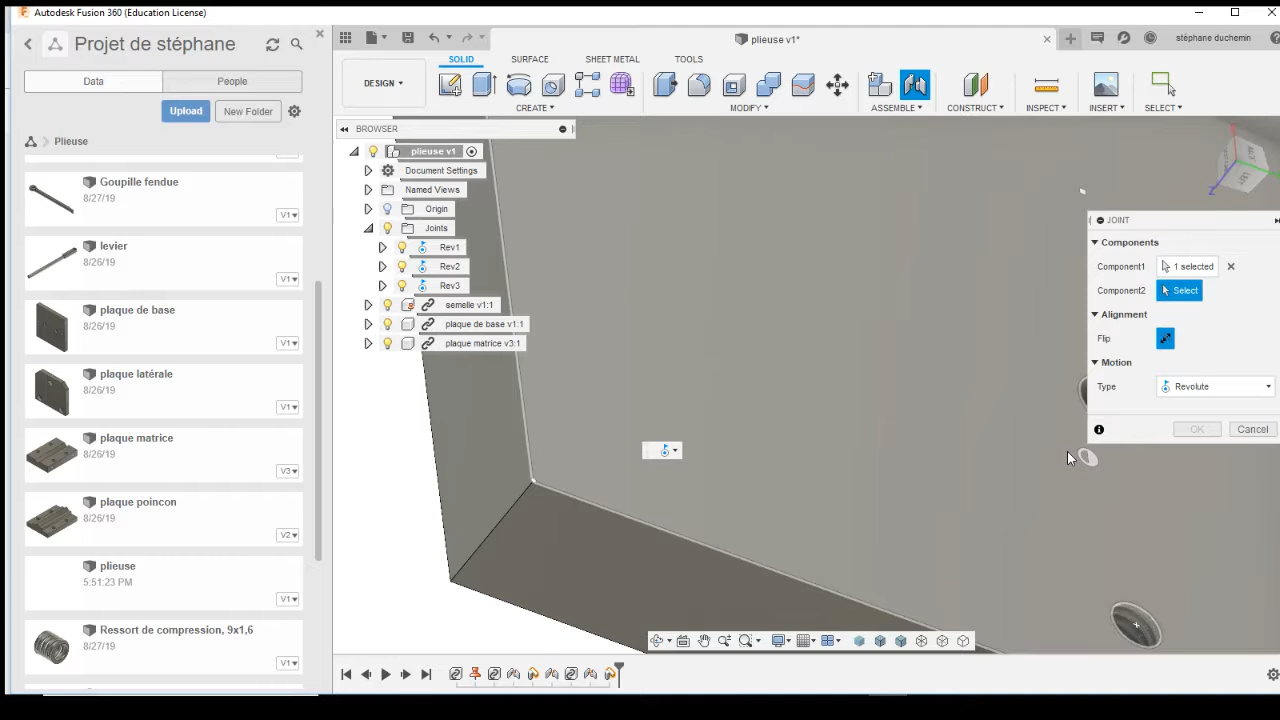 Autodesk Fusion 360 (Education License)
Projet de stéphane
Data
People
Upload
New Folder
Plieuse
Goupille fendue
8/27/19
V1
levier
8/26/19
V1
plaque de base
8/26/19
V1
plaque latérale
8/26/19
V1
plaque matrice
8/26/19
V3
plaque poincon
8/26/19
V2
plieuse
5:51:23 PM
V1
Ressort de compression, 9x1,6
8/27/19
V1
plieuse v1*
stéphane duchemin
DESIGN
SOLID
SURFACE
SHEET METAL
TOOLS
CREATE
MODIFY
ASSEMBLE
CONSTRUCT
INSPECT
INSERT
SELECT
BROWSER
plieuse v1
Document Settings
Named Views
Origin
Joints
Rev1
Rev2
Rev3
semelle v1:1
plaque de base v1:1
plaque matrice v3:1
JOINT
Components
Component1
1 selected
Component2
Select
Alignment
Flip
Motion
Type
Revolute
OK
Cancel